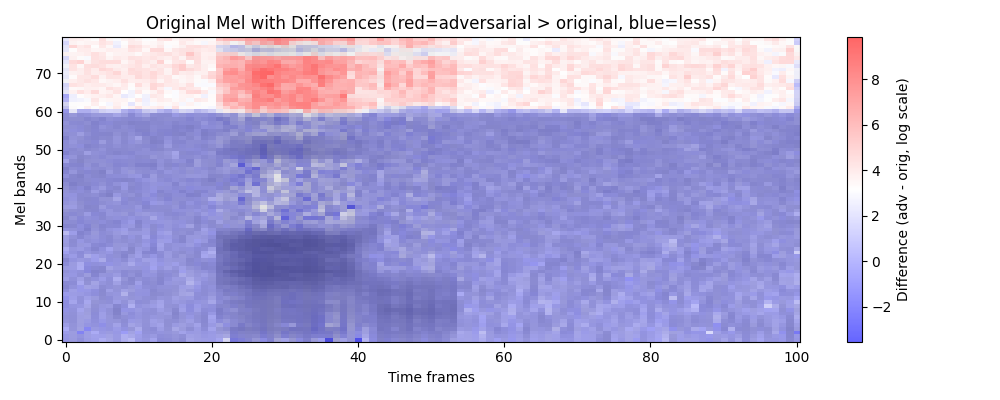 Original Mel with Differences (red=adversarial > original, blue=less)
Mel bands
70
60
50
40
30
20
10
0
0 20 40 60 80 100
Time frames
8
6
4
2
0
−2
Difference (adv - orig, log scale)